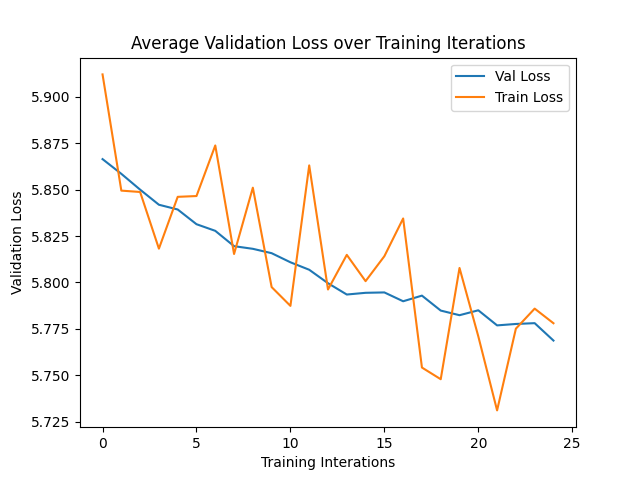 Average Validation Loss over Training Iterations
Val Loss
Train Loss
Validation Loss
5.900
5.875
5.850
5.825
5.800
5.775
5.750
5.725
0 5 10 15 20 25
Training Interations